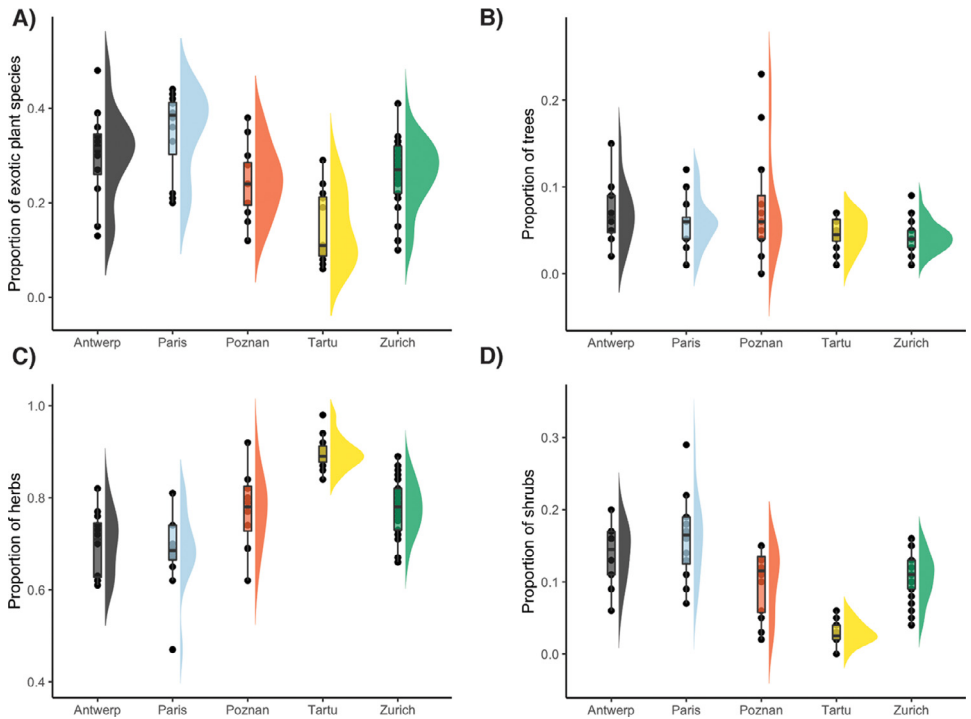 A)
Proportion of exotic plant species
0.4
0.2
0.0
Antwerp Paris Poznan Tartu Zurich
B)
Proportion of trees
0.2
0.1
0.0
Antwerp Paris Poznan Tartu Zurich
C)
Proportion of herbs
1.0
0.8
0.6
0.4
Antwerp Paris Poznan Tartu Zurich
D)
Proportion of shrubs
0.3
0.2
0.1
0.0
Antwerp Paris Poznan Tartu Zurich